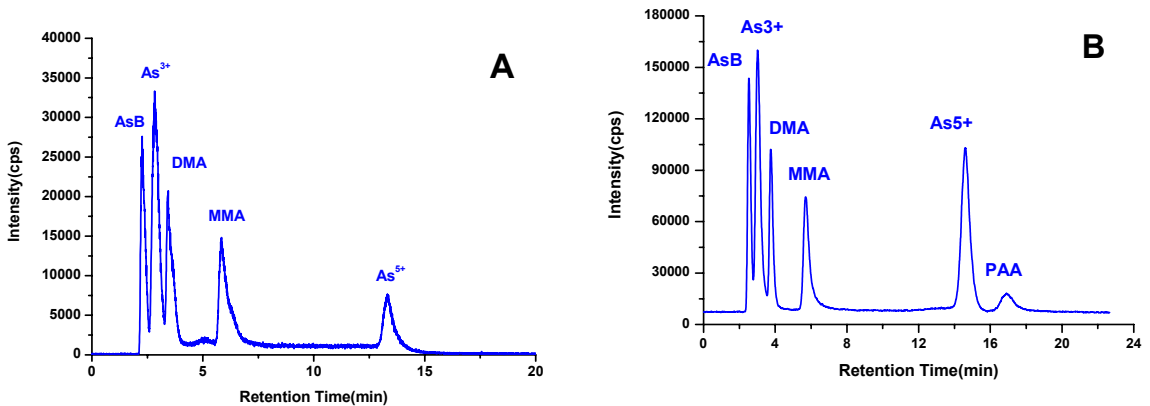 A
40000
35000
30000
25000
20000
15000
10000
5000
0
Intensity(cps)
AsB
As³⁺
DMA
MMA
As⁵⁺
0 5 10 15 20
Retention Time(min)
B
180000
150000
120000
90000
60000
30000
0
Intensity(cps)
AsB
As3+
DMA
MMA
As5+
PAA
0 4 8 12 16 20 24
Retention Time(min)